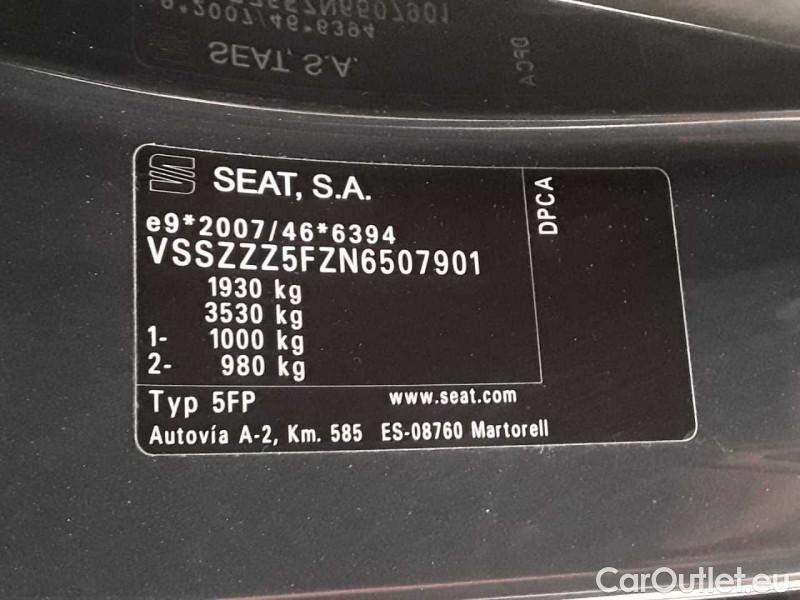 SEAT, S.A.
e9*2007/46*6394
VSSZZZ5FZN6507901
1930 kg
3530 kg
1- 1000 kg
2- 980 kg
DPCA
Typ 5FP www.seat.com
Autovía A-2, Km. 585 ES-08760 Martorell
CarOutlet.eu